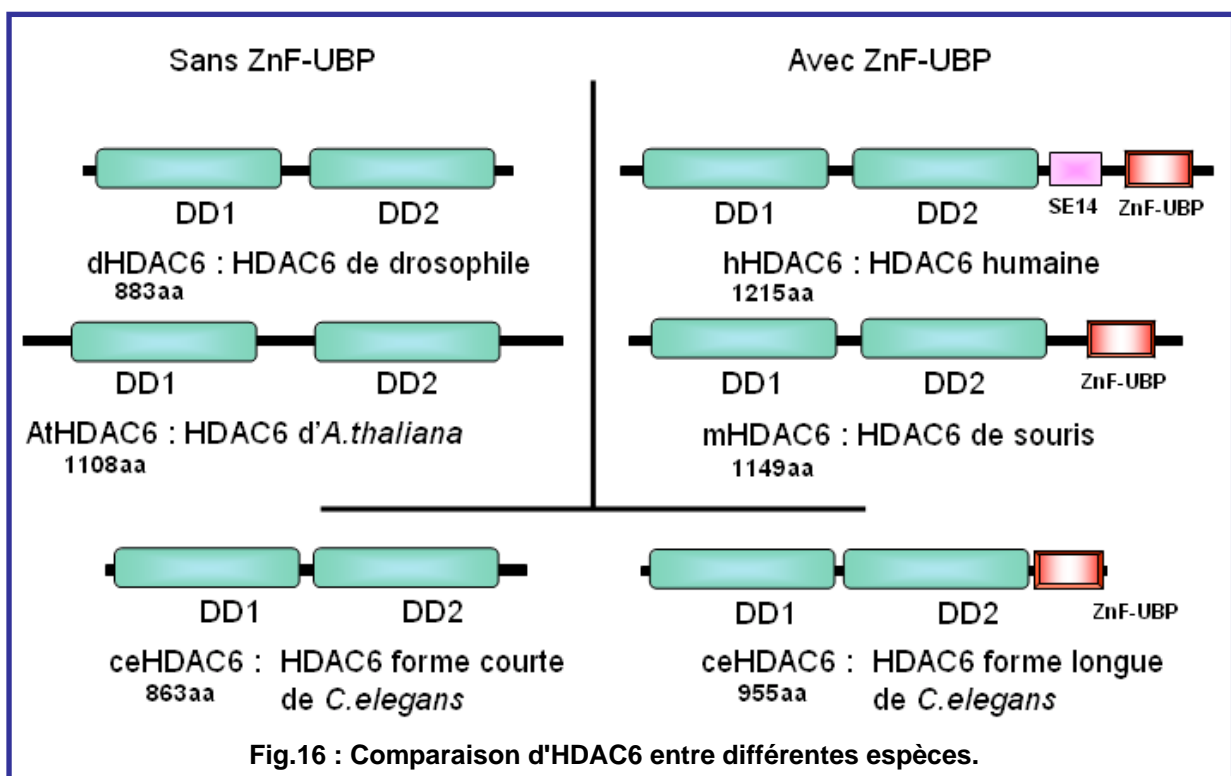 Sans ZnF-UBP
Avec ZnF-UBP
DD1 DD2
dHDAC6 : HDAC6 de drosophile
883aa
DD1 DD2 SE14 ZnF-UBP
hHDAC6 : HDAC6 humaine
1215aa
DD1 DD2
AtHDAC6 : HDAC6 d'A.thaliana
1108aa
DD1 DD2 ZnF-UBP
mHDAC6 : HDAC6 de souris
1149aa
DD1 DD2
ceHDAC6 : HDAC6 forme courte
863aa de C.elegans
DD1 DD2 ZnF-UBP
ceHDAC6 : HDAC6 forme longue
955aa de C.elegans
Fig.16 : Comparaison d'HDAC6 entre différentes espèces.